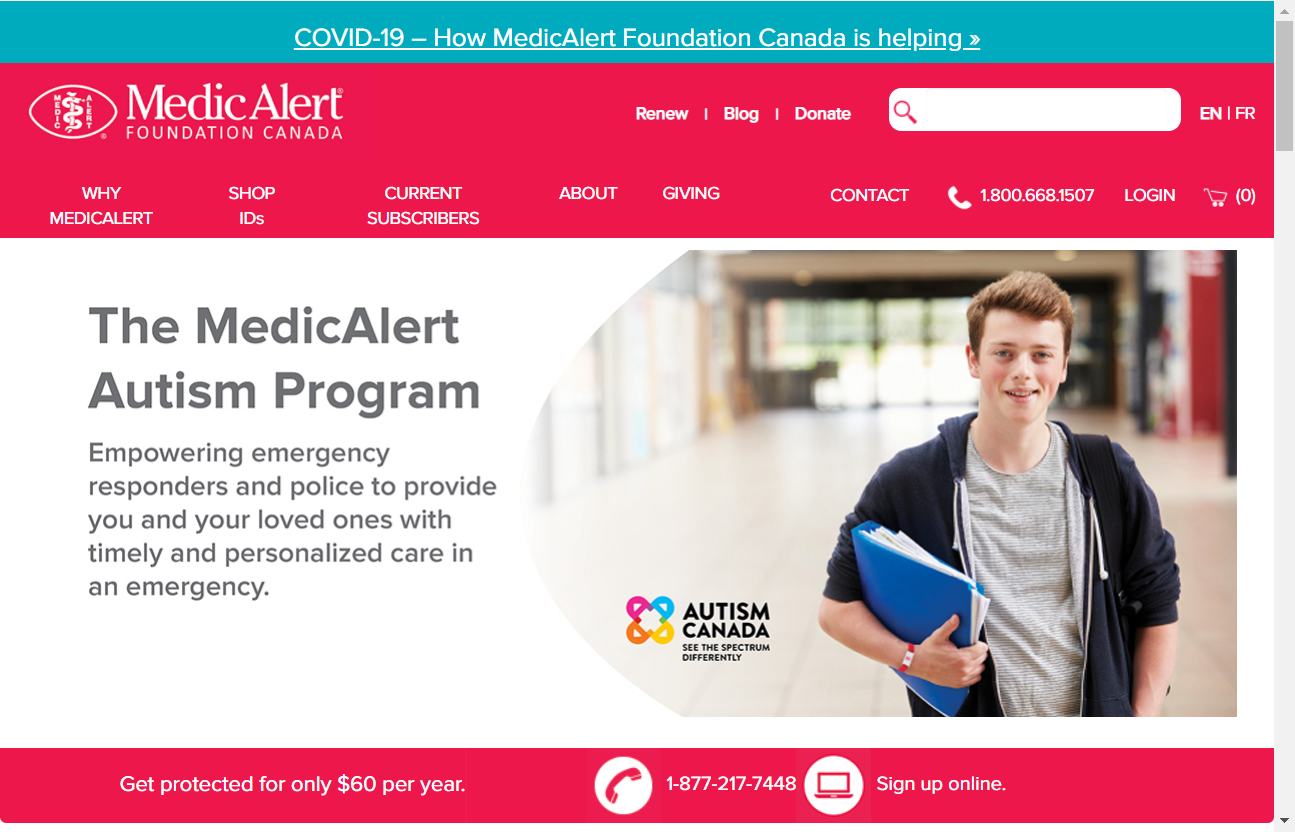 COVID-19 – How MedicAlert Foundation Canada is helping »
MEDIC ALERT
MedicAlert®
FOUNDATION CANADA
Renew | Blog | Donate
EN | FR
WHY
MEDICALERT
SHOP
IDs
CURRENT
SUBSCRIBERS
ABOUT
GIVING
CONTACT
1.800.668.1507
LOGIN
(0)
The MedicAlert
Autism Program
Empowering emergency
responders and police to provide
you and your loved ones with
timely and personalized care in
an emergency.
AUTISM
CANADA
SEE THE SPECTRUM
DIFFERENTLY
Get protected for only $60 per year.
1-877-217-7448
Sign up online.